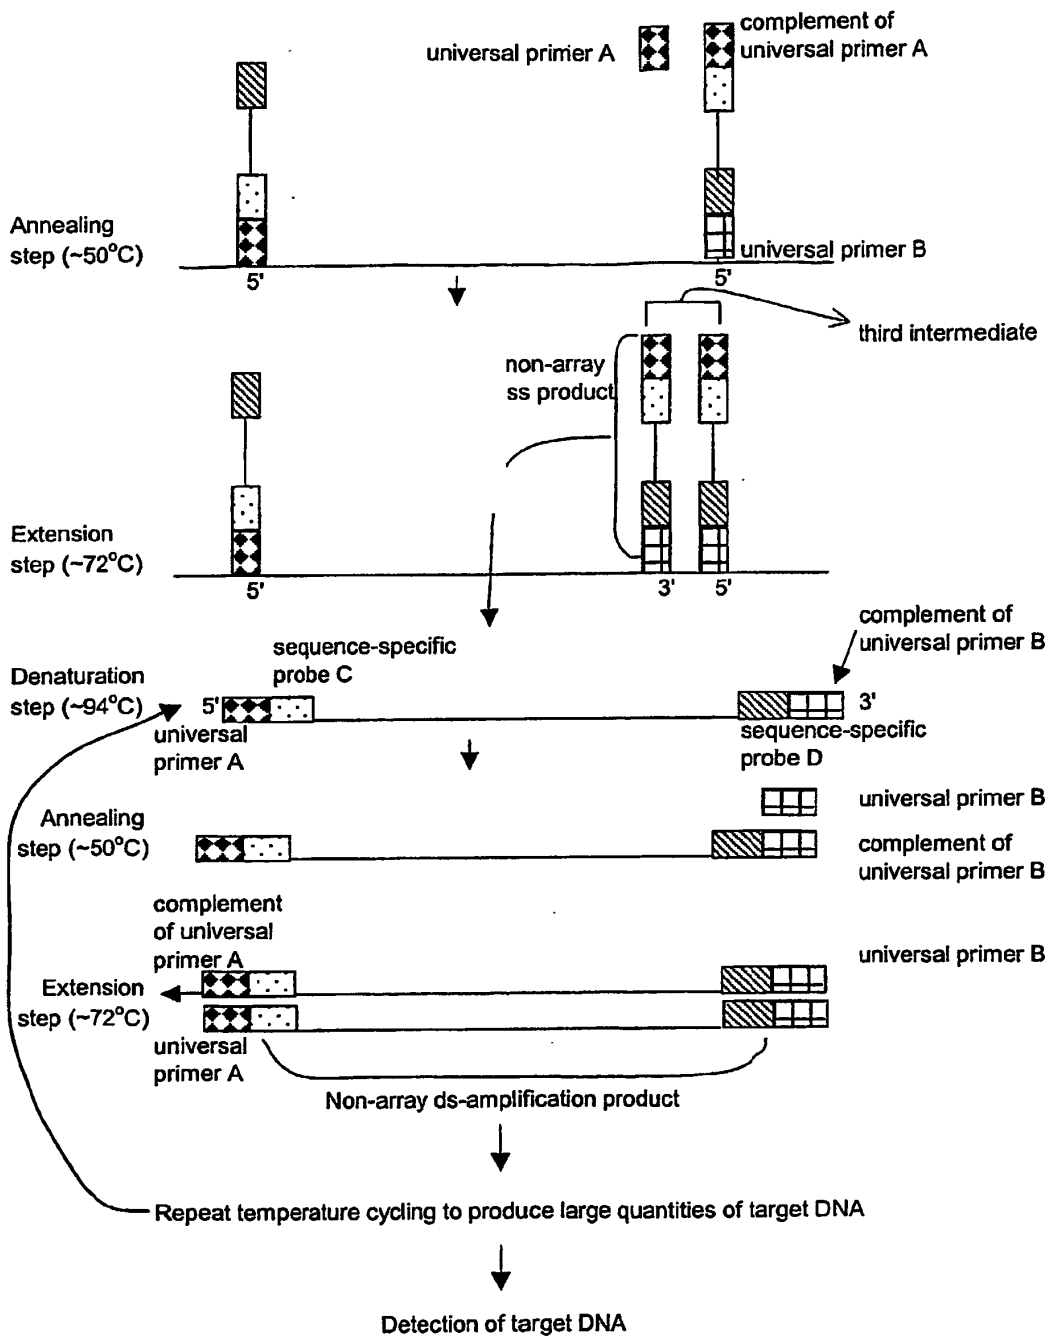 complement of
universal primer A
universal primer A
Annealing
step (~50°C)
universal primer B
5'
5'
third intermediate
non-array
ss product
Extension
step (~72°C)
5'
3'
5'
complement of
universal primer B
sequence-specific
probe C
Denaturation
step (~94°C)
5'
3'
universal
primer A
sequence-specific
probe D
universal primer B
Annealing
step (~50°C)
complement of
universal primer B
complement
of universal
primer A
universal primer B
Extension
step (~72°C)
universal
primer A
Non-array ds-amplification product
Repeat temperature cycling to produce large quantities of target DNA
Detection of target DNA